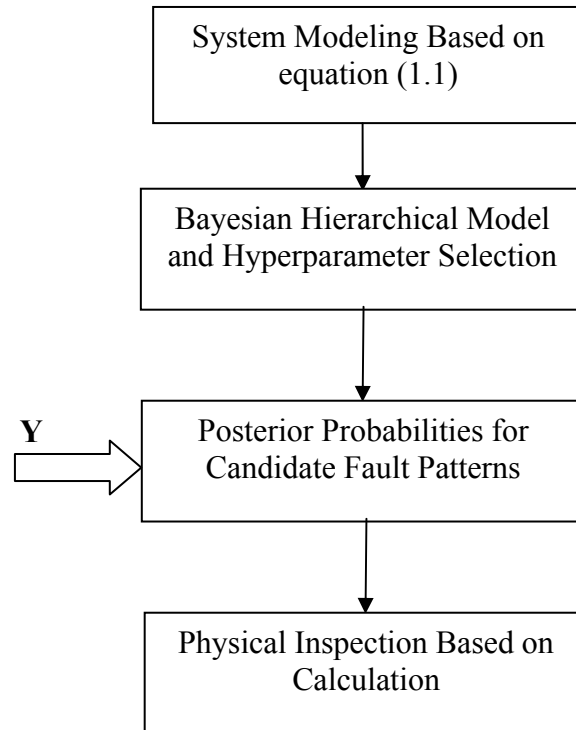 System Modeling Based on
equation (1.1)
Bayesian Hierarchical Model
and Hyperparameter Selection
Y
Posterior Probabilities for
Candidate Fault Patterns
Physical Inspection Based on
Calculation